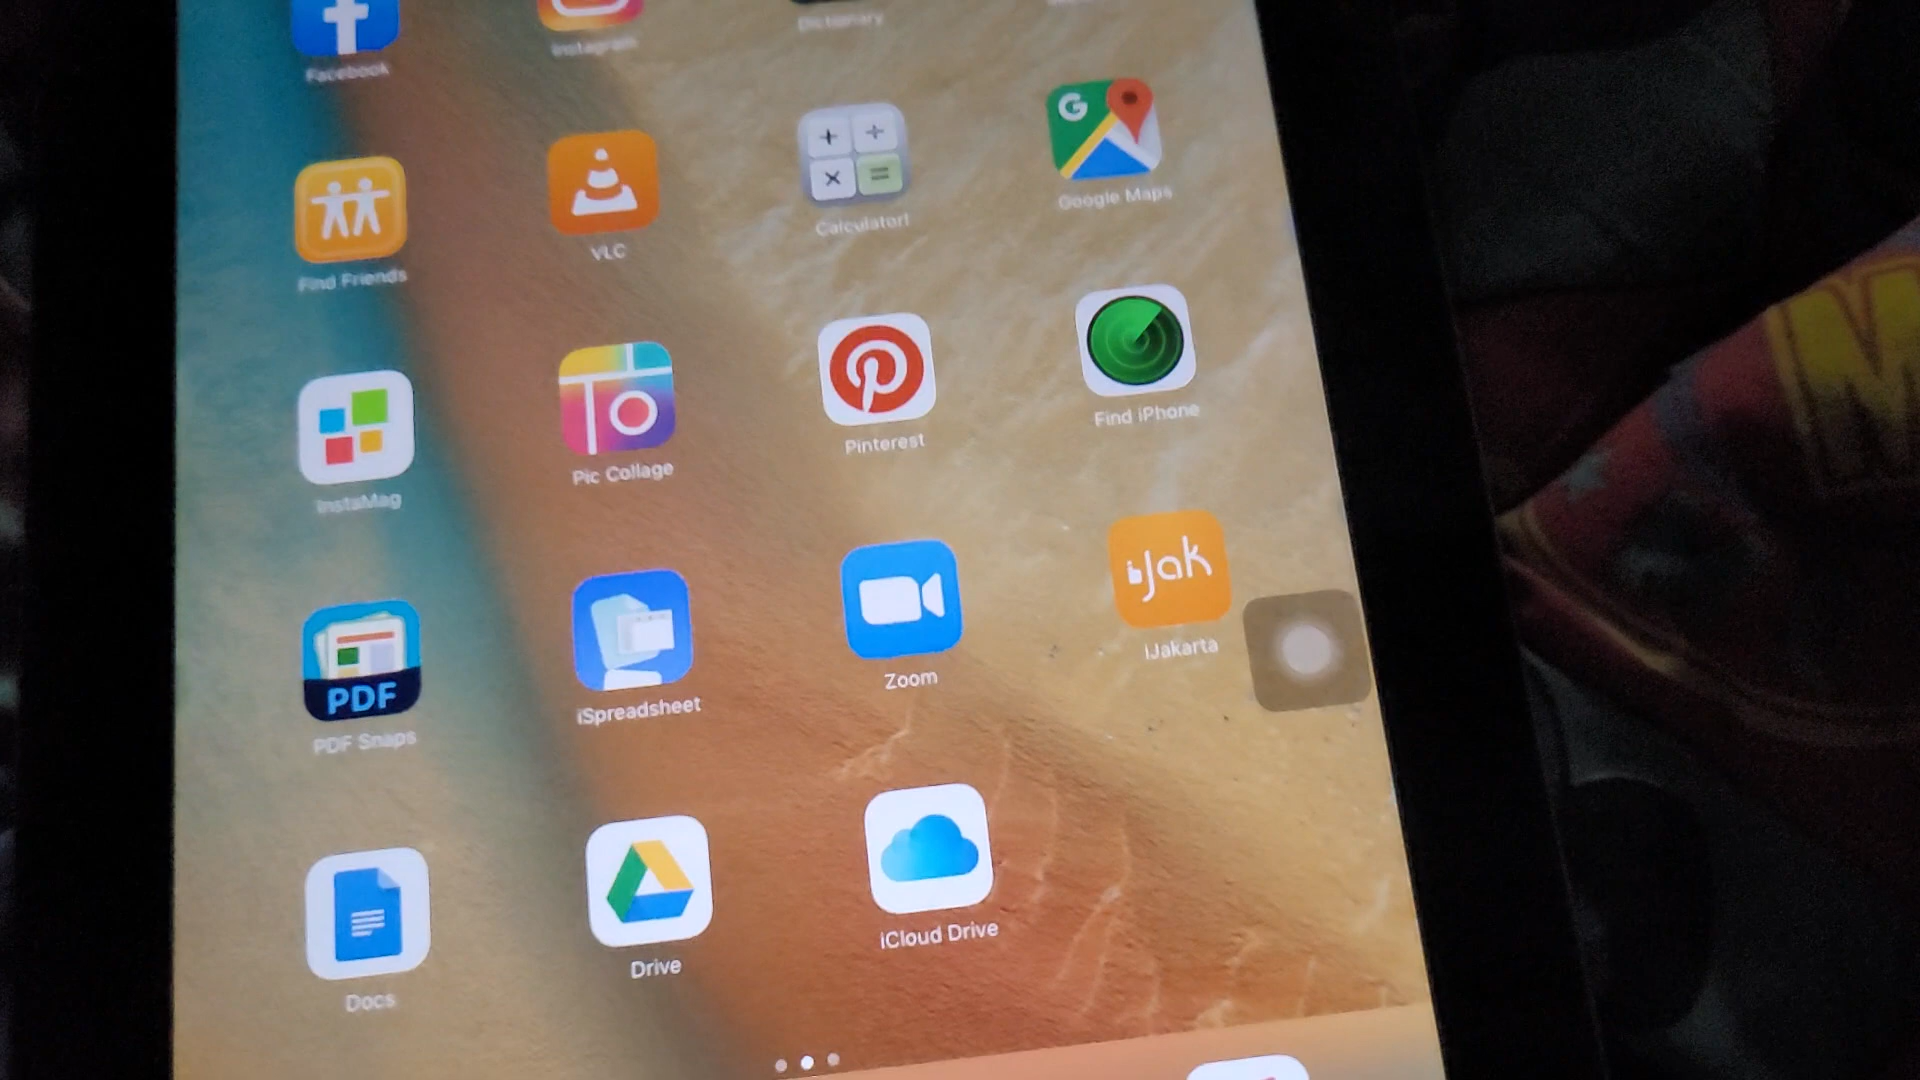 Facebook
Instagram
Dictionary
Find Friends
VLC
+ ÷
× =
Calculator!
G
Google Maps
InstaMag
Pic Collage
Pinterest
Find iPhone
PDF
PDF Snaps
iSpreadsheet
Zoom
iJak
iJakarta
Docs
Drive
iCloud Drive
M